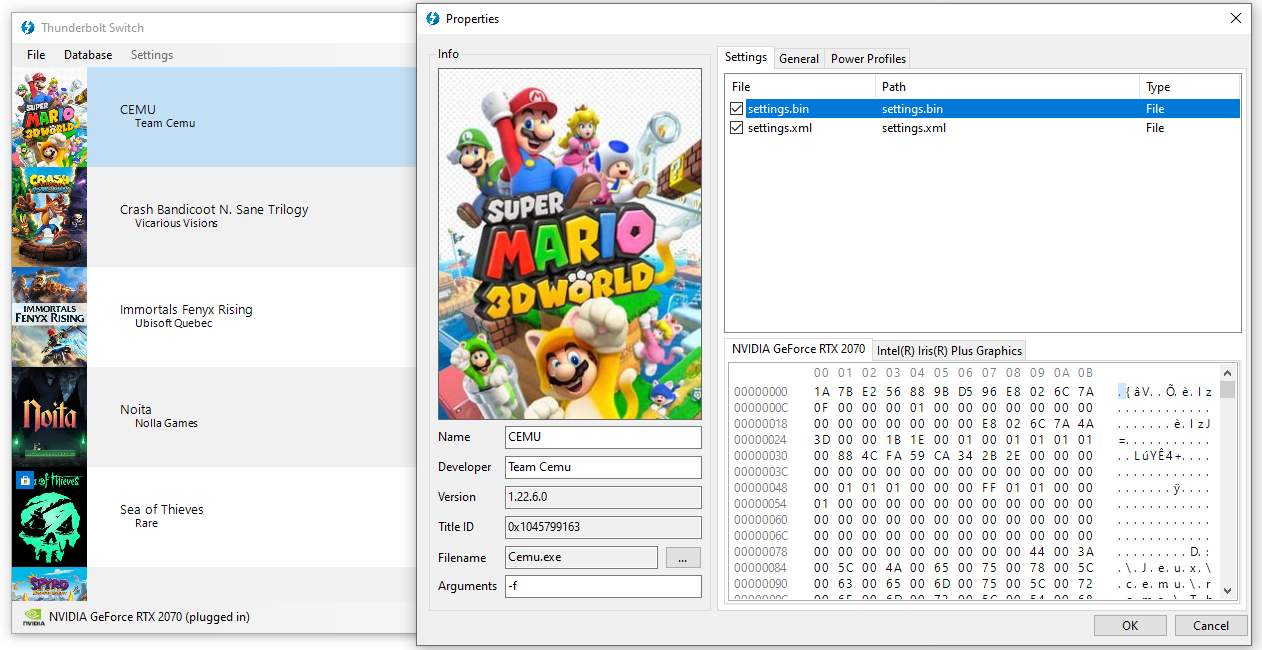 Thunderbolt Switch
File Database Settings
SUPER
MARIO
3D WORLD
CEMU
Team Cemu
CRASH
Crash Bandicoot N. Sane Trilogy
Vicarious Visions
IMMORTALS
FENYX RISING
Immortals Fenyx Rising
Ubisoft Quebec
Noita
Noita
Nolla Games
of Thieves
Sea of Thieves
Rare
SPYRO
NVIDIA
NVIDIA GeForce RTX 2070 (plugged in)
Properties
Info
SUPER
MARIO
3D WORLD
Name CEMU
Developer Team Cemu
Version 1.22.6.0
Title ID 0x1045799163
Filename Cemu.exe ...
Arguments -f
Settings General Power Profiles
File Path Type
settings.bin settings.bin File
settings.xml settings.xml File
NVIDIA GeForce RTX 2070 Intel(R) Iris(R) Plus Graphics
00 01 02 03 04 05 06 07 08 09 0A 0B
00000000 1A 7B E2 56 88 9B D5 96 E8 02 6C 7A .{âV..Õ.è.lz
0000000C 0F 00 00 00 01 00 00 00 00 00 00 00 ............
00000018 00 00 00 00 00 00 00 E8 02 6C 7A 4A .......è.lzJ
00000024 3D 00 00 1B 1E 00 01 00 01 01 01 01 =...........
00000030 00 88 4C FA 59 CA 34 2B 2E 00 00 00 ..LúYÊ4+....
0000003C 00 00 00 00 00 00 00 00 00 00 00 00 ............
00000048 00 01 01 01 00 00 00 FF 01 01 00 00 .......ÿ....
00000054 01 00 00 00 00 00 00 00 00 00 00 00 ............
00000060 00 00 00 00 00 00 00 00 00 00 00 00 ............
0000006C 00 00 00 00 00 00 00 00 00 00 00 00 ............
00000078 00 00 00 00 00 00 00 00 00 44 00 3A .........D.:
00000084 00 5C 00 4A 00 65 00 75 00 78 00 5C .\.J.e.u.x.\
00000090 00 63 00 65 00 6D 00 75 00 5C 00 72 .c.e.m.u.\.r
OK Cancel